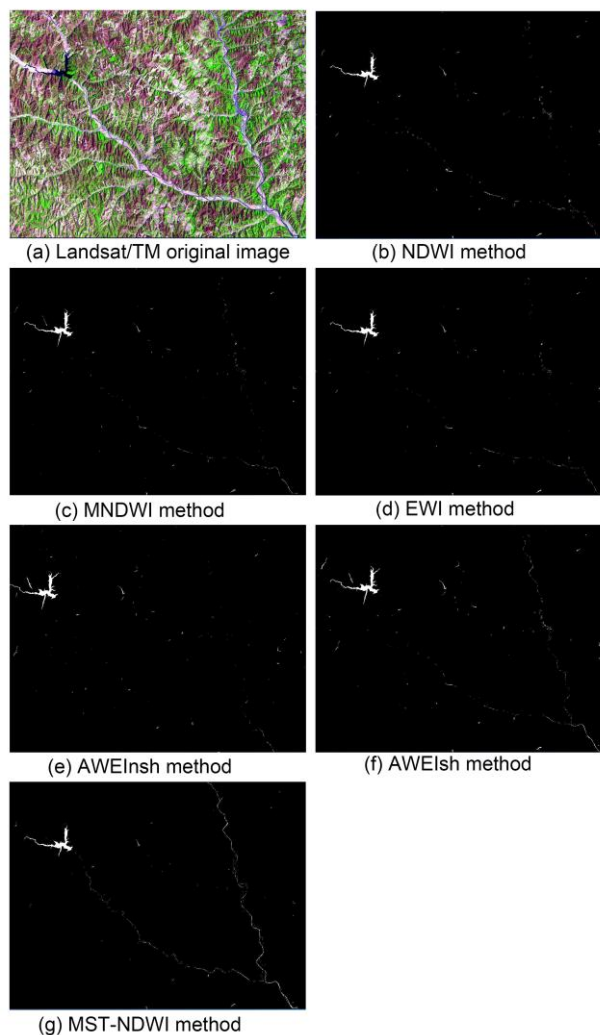 (a) Landsat/TM original image
(b) NDWI method
(c) MNDWI method
(d) EWI method
(e) AWEInsh method
(f) AWEIsh method
(g) MST-NDWI method